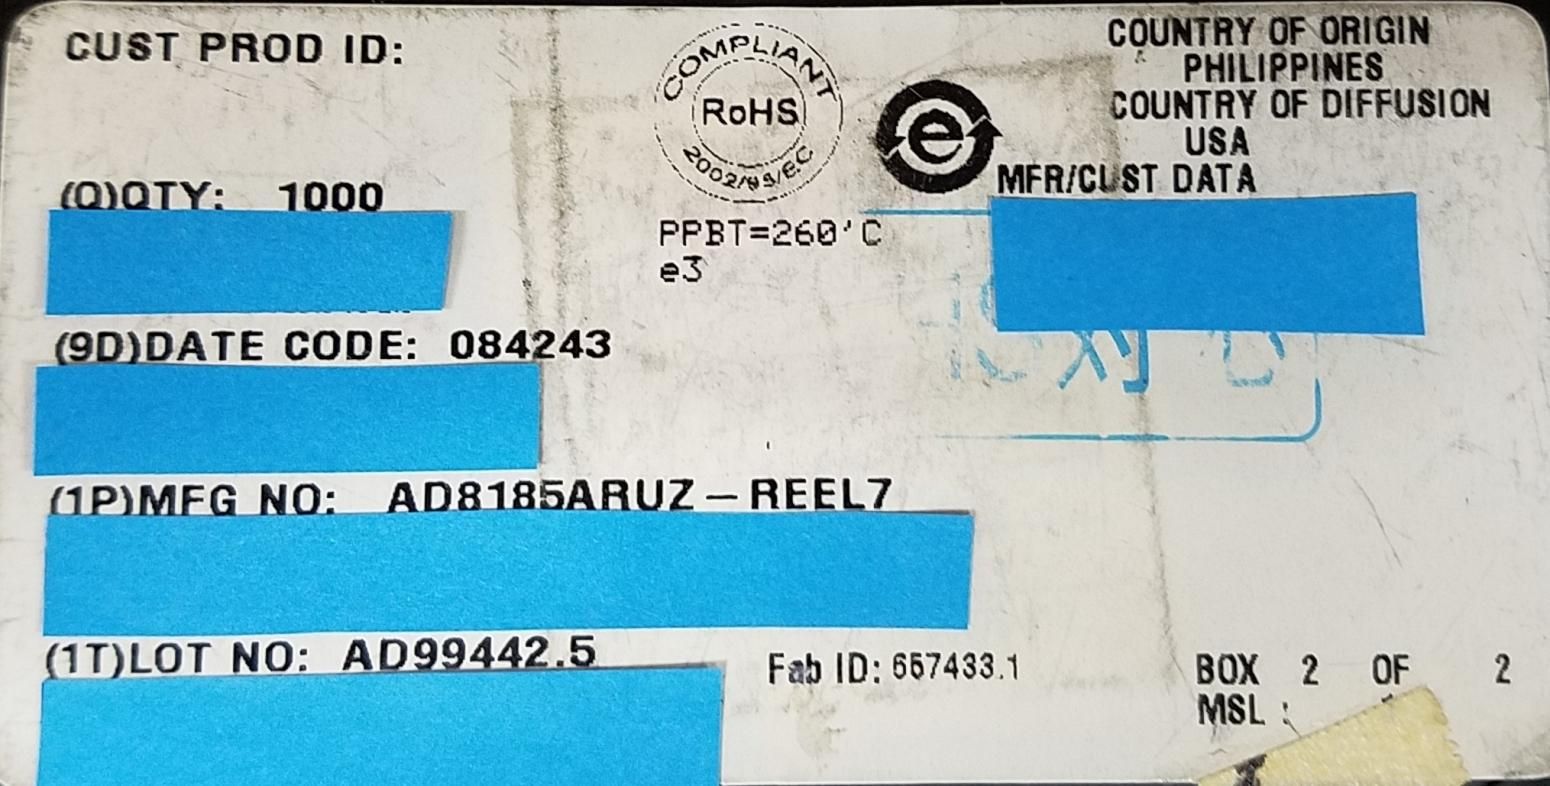 CUST PROD ID:
COMPLIANT
RoHS
2002/95/EC
e
COUNTRY OF ORIGIN
PHILIPPINES
COUNTRY OF DIFFUSION
USA
MFR/CUST DATA
(Q)QTY: 1000
PPBT=260'C
e3
(9D)DATE CODE: 084243
(1P)MFG NO: AD8185ARUZ-REEL7
(1T)LOT NO: AD99442.5
Fab ID: 657433.1
BOX 2 OF 2
MSL :